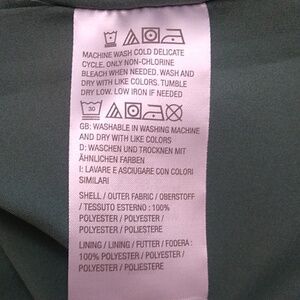 MACHINE WASH COLD DELICATE
CYCLE. ONLY NON-CHLORINE
BLEACH WHEN NEEDED. WASH AND
DRY WITH LIKE COLORS. TUMBLE
DRY LOW. LOW IRON IF NEEDED
30
GB: WASHABLE IN WASHING MACHINE
AND DRY WITH LIKE COLORS
D: WASCHEN UND TROCKNEN MIT
ÄHNLICHEN FARBEN
I: LAVARE E ASCIUGARE CON COLORI
SIMILARI
SHELL / OUTER FABRIC / OBERSTOFF
/ TESSUTO ESTERNO : 100%
POLYESTER / POLYESTER /
POLYESTER / POLIESTERE
LINING / LINING / FUTTER / FODERA :
100% POLYESTER / POLYESTER /
POLYESTER / POLIESTERE